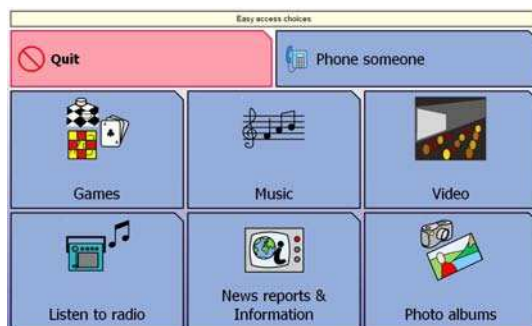 Easy access choices
Quit
Phone someone
Games
Music
Video
Listen to radio
News reports &
Information
Photo albums